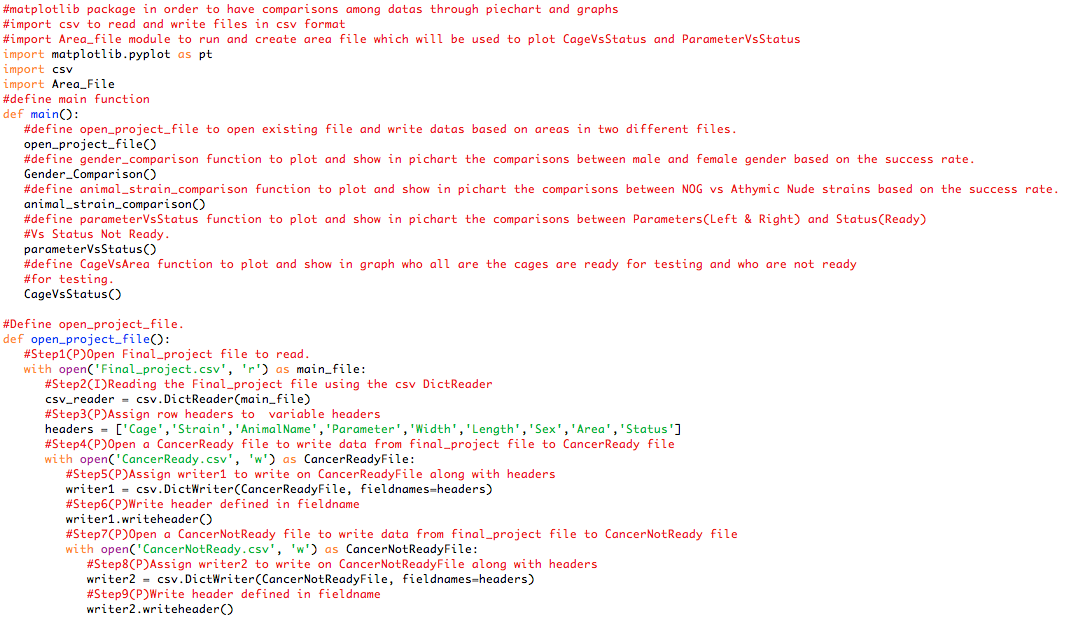 #matplotlib package in order to have comparisons among datas through piechart and graphs
#import csv to read and write files in csv format
#import Area_file module to run and create area file which will be used to plot CageVsStatus and ParameterVsStatus
import matplotlib.pyplot as pt
import csv
import Area_File
#define main function
def main():
#define open_project_file to open existing file and write datas based on areas in two different files.
open_project_file()
#define gender_comparison function to plot and show in pichart the comparisons between male and female gender based on the success rate.
Gender_Comparison()
#define animal_strain_comparison function to plot and show in pichart the comparisons between NOG vs Athymic Nude strains based on the success rate.
animal_strain_comparison()
#define parameterVsStatus function to plot and show in pichart the comparisons between Parameters(Left & Right) and Status(Ready)
#Vs Status Not Ready.
parameterVsStatus()
#define CageVsArea function to plot and show in graph who all are the cages are ready for testing and who are not ready
#for testing.
CageVsStatus()
#Define open_project_file.
def open_project_file():
#Step1(P)Open Final_project file to read.
with open('Final_project.csv', 'r') as main_file:
#Step2(I)Reading the Final_project file using the csv DictReader
csv_reader = csv.DictReader(main_file)
#Step3(P)Assign row headers to  variable headers
headers = ['Cage','Strain','AnimalName','Parameter','Width','Length','Sex','Area','Status']
#Step4(P)Open a CancerReady file to write data from final_project file to CancerReady file
with open('CancerReady.csv', 'w') as CancerReadyFile:
#Step5(P)Assign writer1 to write on CancerReadyFile along with headers
writer1 = csv.DictWriter(CancerReadyFile, fieldnames=headers)
#Step6(P)Write header defined in fieldname
writer1.writeheader()
#Step7(P)Open a CancerNotReady file to write data from final_project file to CancerNotReady file
with open('CancerNotReady.csv', 'w') as CancerNotReadyFile:
#Step8(P)Assign writer2 to write on CancerNotReadyFile along with headers
writer2 = csv.DictWriter(CancerNotReadyFile, fieldnames=headers)
#Step9(P)Write header defined in fieldname
writer2.writeheader()